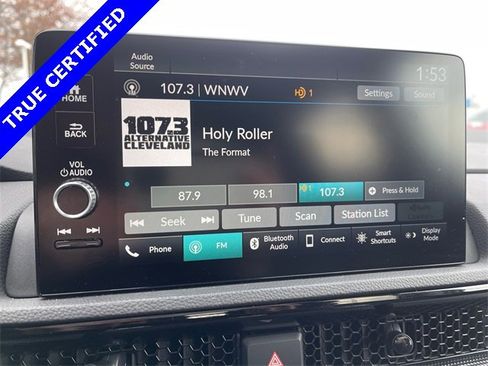 TRUE CERTIFIED
Audio
Source
1:53
HOME
107.3 | WNWV
HD 1
Settings
Sound
BACK
107.3
ALTERNATIVE
CLEVELAND
Holy Roller
The Format
VOL
AUDIO
87.9
98.1
1
107.3
+ Press & Hold
Seek
Tune
Scan
Station List
Phone
FM
Bluetooth
Audio
Connect
Smart
Shortcuts
Display
Mode